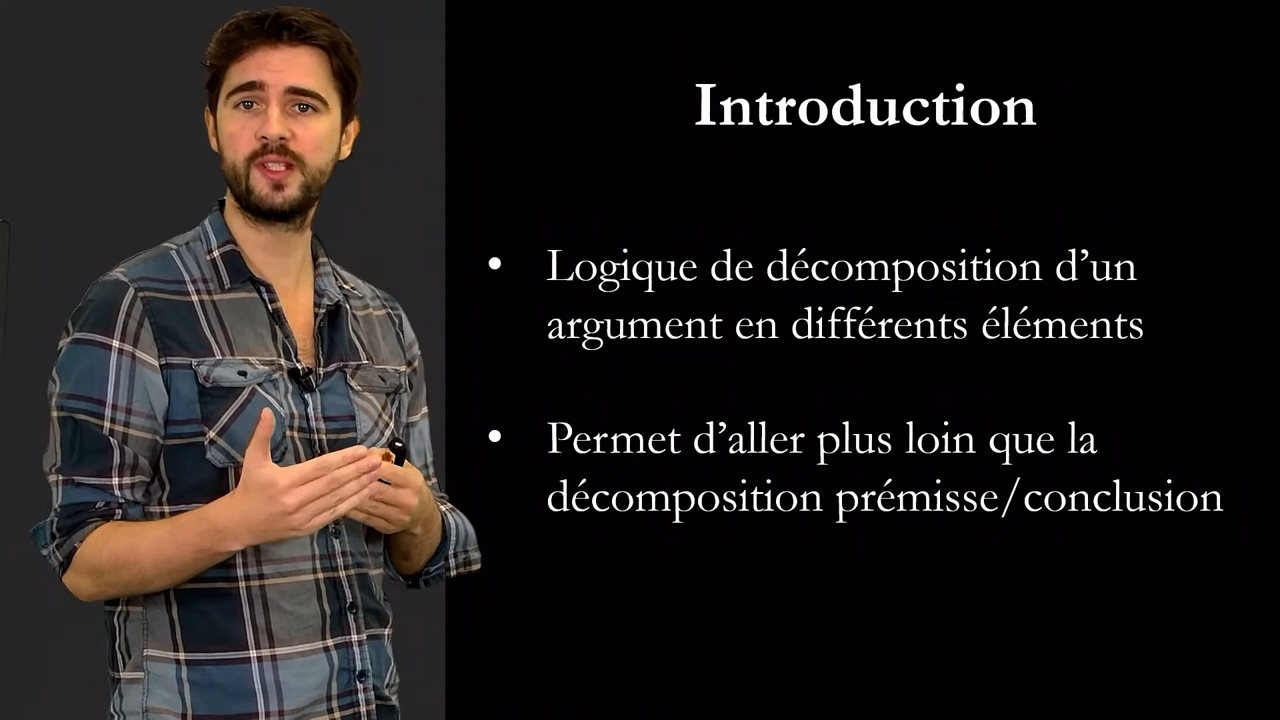 Introduction
• Logique de décomposition d’un
argument en différents éléments
• Permet d’aller plus loin que la
décomposition prémisse/conclusion